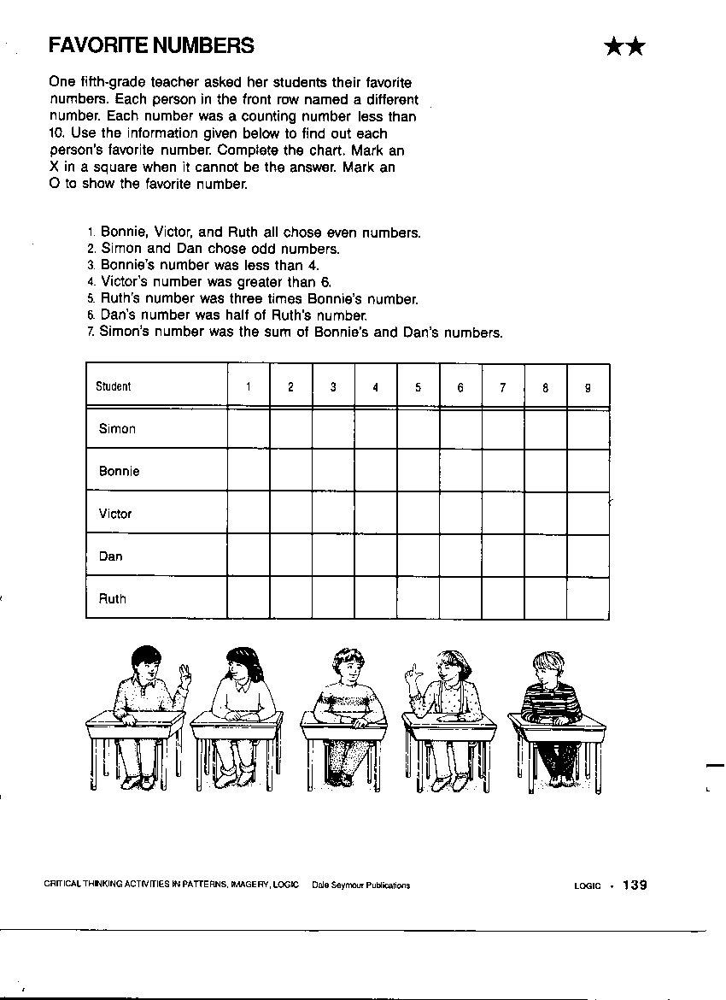 FAVORITE NUMBERS
One fifth-grade teacher asked her students their favorite
numbers. Each person in the front row named a different
number. Each number was a counting number less than
10. Use the information given below to find out each
person's favorite number. Complete the chart. Mark an
X in a square when it cannot be the answer. Mark an
O to show the favorite number.
1. Bonnie, Victor, and Ruth all chose even numbers.
2. Simon and Dan chose odd numbers.
3. Bonnie's number was less than 4.
4. Victor's number was greater than 6.
5. Ruth's number was three times Bonnie's number.
6. Dan's number was half of Ruth's number.
7. Simon's number was the sum of Bonnie's and Dan's numbers.
Student 1 2 3 4 5 6 7 8 9
Simon
Bonnie
Victor
Dan
Ruth
CRITICAL THINKING ACTIVITIES IN PATTERNS, IMAGERY, LOGIC Dale Seymour Publications
LOGIC • 139